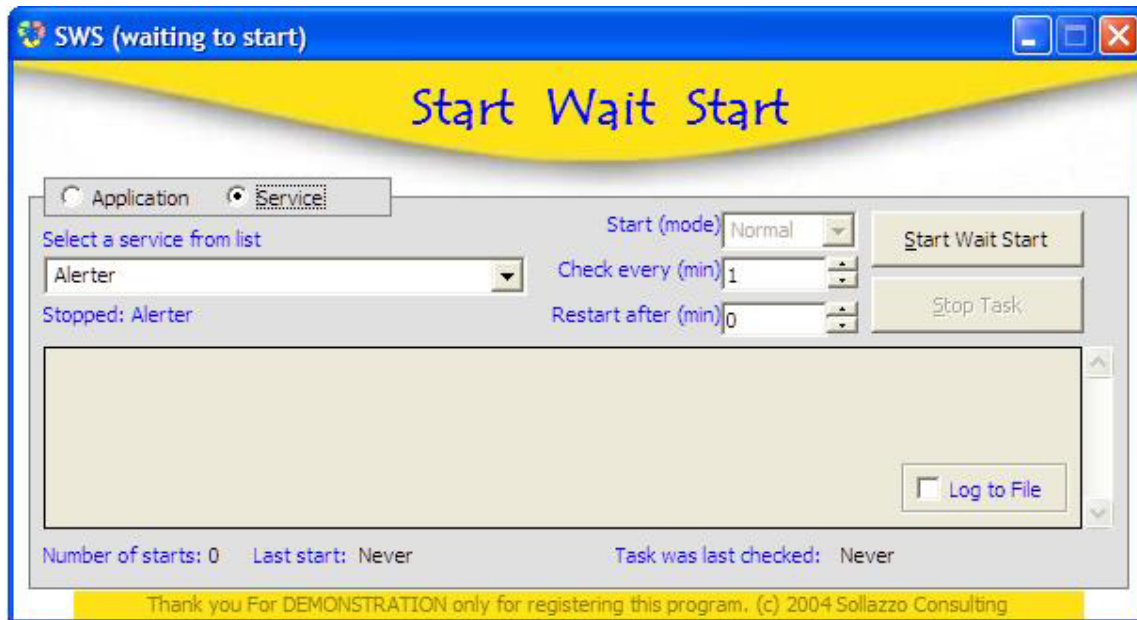 SWS (waiting to start)
Start Wait Start
Application Service
Select a service from list
Alerter
Stopped: Alerter
Start (mode) Normal
Check every (min) 1
Restart after (min) 0
Start Wait Start
Stop Task
Log to File
Number of starts: 0 Last start: Never Task was last checked: Never
Thank you For DEMONSTRATION only for registering this program. (c) 2004 Sollazzo Consulting